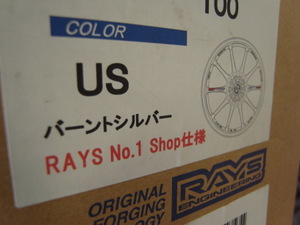 100
COLOR
US
バーントシルバー
RAYS No.1 Shop仕様
ORIGINAL
FORGING
RAYS
ENGINEERING